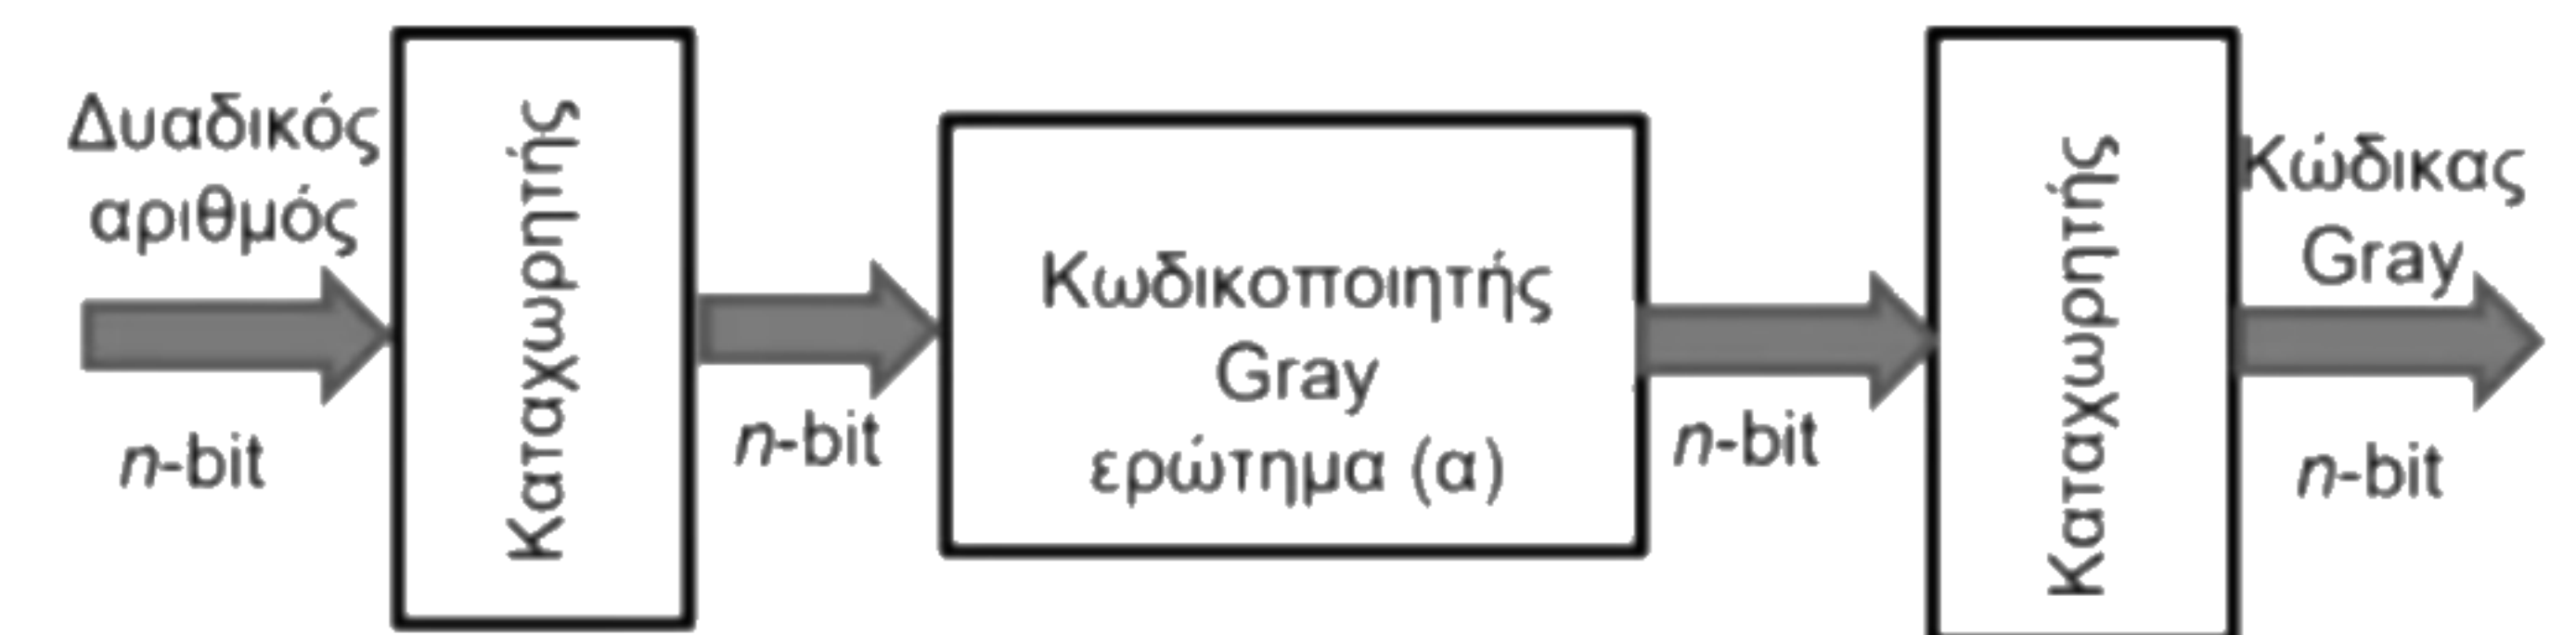 Δυαδικός
αριθμός
n-bit
Καταχωρητής
n-bit
Κωδικοποιητής
Gray
ερώτημα (α)
n-bit
Καταχωρητής
Κώδικας
Gray
n-bit